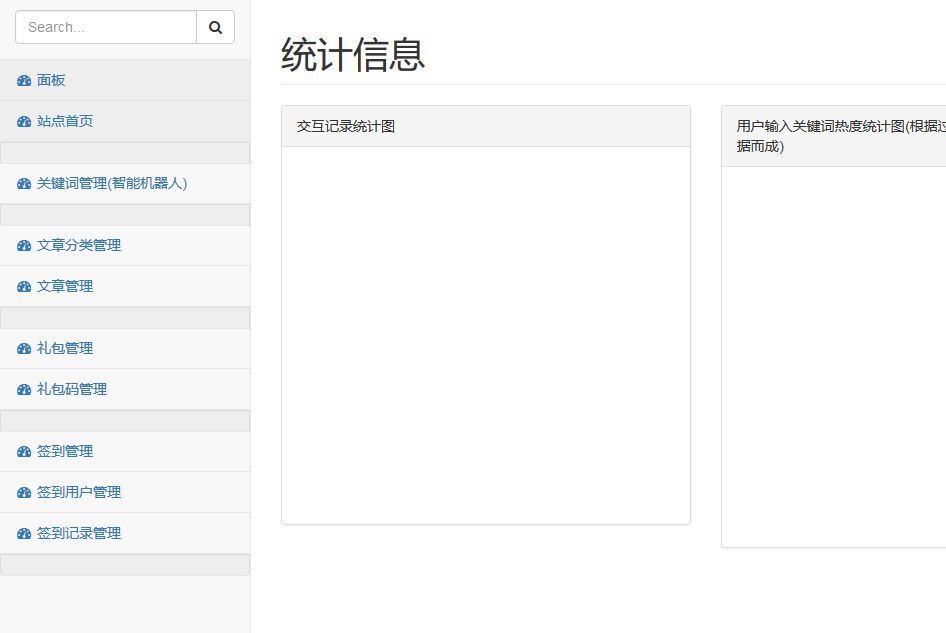 Search...
面板
站点首页
关键词管理(智能机器人)
文章分类管理
文章管理
礼包管理
礼包码管理
签到管理
签到用户管理
签到记录管理
统计信息
交互记录统计图
用户输入关键词热度统计图(根据过
据而成)